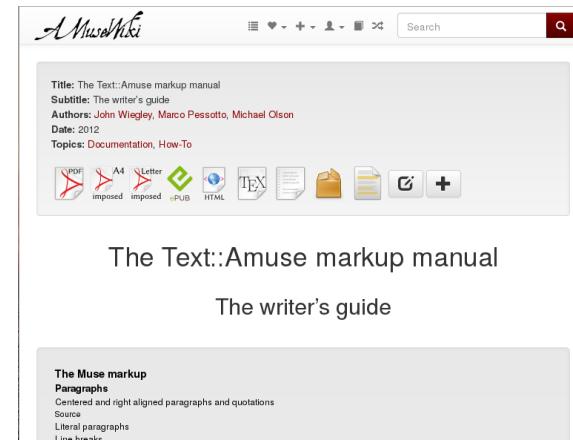 A MuseWiki
Search
Title: The Text::Amuse markup manual
Subtitle: The writer's guide
Authors: John Wiegley, Marco Pessotto, Michael Olson
Date: 2012
Topics: Documentation, How-To
PDF
A4
imposed
Letter
imposed
ePUB
HTML
TEX
The Text::Amuse markup manual
The writer's guide
The Muse markup
Paragraphs
Centered and right aligned paragraphs and quotations
Source
Literal paragraphs
Line breaks